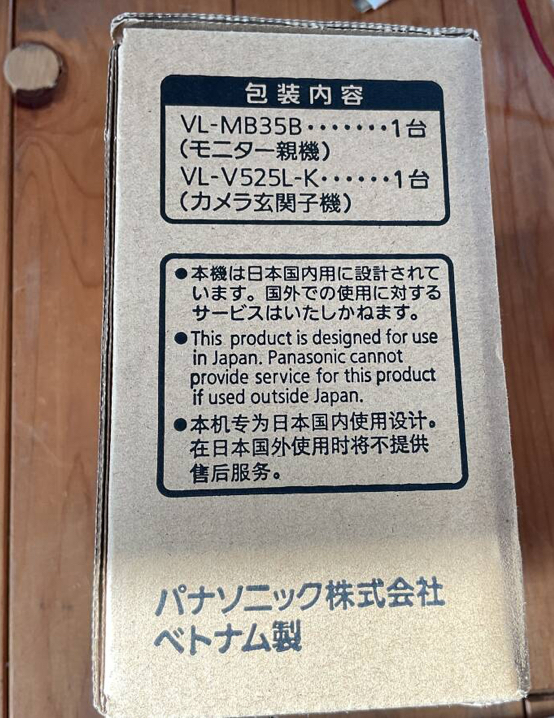 包装内容
VL-MB35B・・・・・・・1台
(モニター親機)
VL-V525L-K・・・・・・1台
(カメラ玄関子機)
●本機は日本国内用に設計されて
います。国外での使用に対する
サービスはいたしかねます。
●This product is designed for use
in Japan. Panasonic cannot
provide service for this product
if used outside Japan.
●本机专为日本国内使用设计。
在日本国外使用时将不提供
售后服务。
パナソニック株式会社
ベトナム製